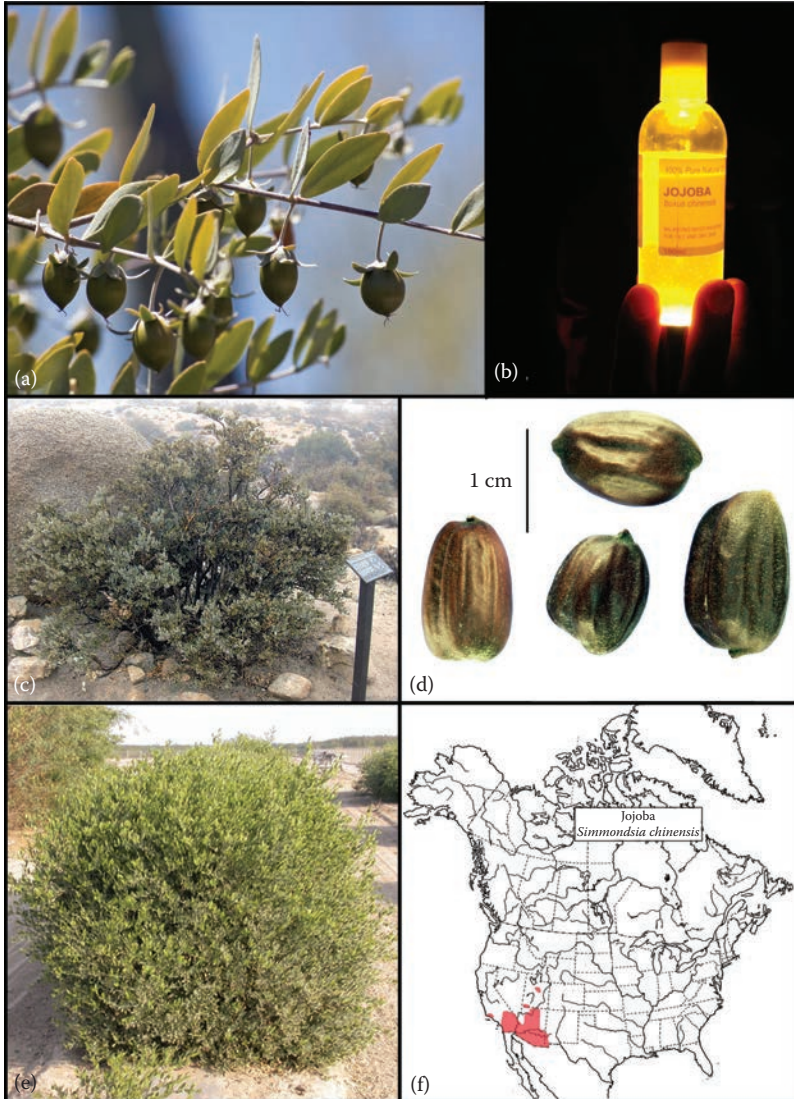 (a)
100% Pure Natural
JOJOBA
Buxus chinensis
(b)
(c)
1 cm
(d)
(e)
Jojoba
Simmondsia chinensis
(f)